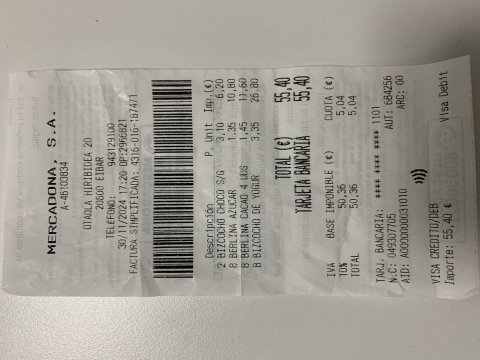 MERCADONA, S.A.
A-46103834
OTAOLA HIRIBIDEA 20
20600 EIBAR
TELEFONO: 943129100
30/11/2024 17:20 OP:2966821
FACTURA SIMPLIFICADA: 4316-016-187471
Descripción P. Unit Imp.(€)
2 BIZCOCHO CHOCO S/G 3,10 6,20
8 BERLINA AZUCAR 1,35 10,80
8 BERLINA CACAO 4 UDS 1,45 11,60
8 BIZCOCHO DE YOGUR 3,35 26,80
TOTAL (€) 55,40
TARJETA BANCARIA 55,40
IVA BASE IMPONIBLE (€) CUOTA (€)
10% 50,36 5,04
TOTAL 50,36 5,04
TARJ. BANCARIA: **** **** **** 1101
N.C: 049307705 AUT: 684256
AID: A0000000031010 ARC: 00
VISA CREDITO/DEB Visa Debit
Importe: 55,40 €